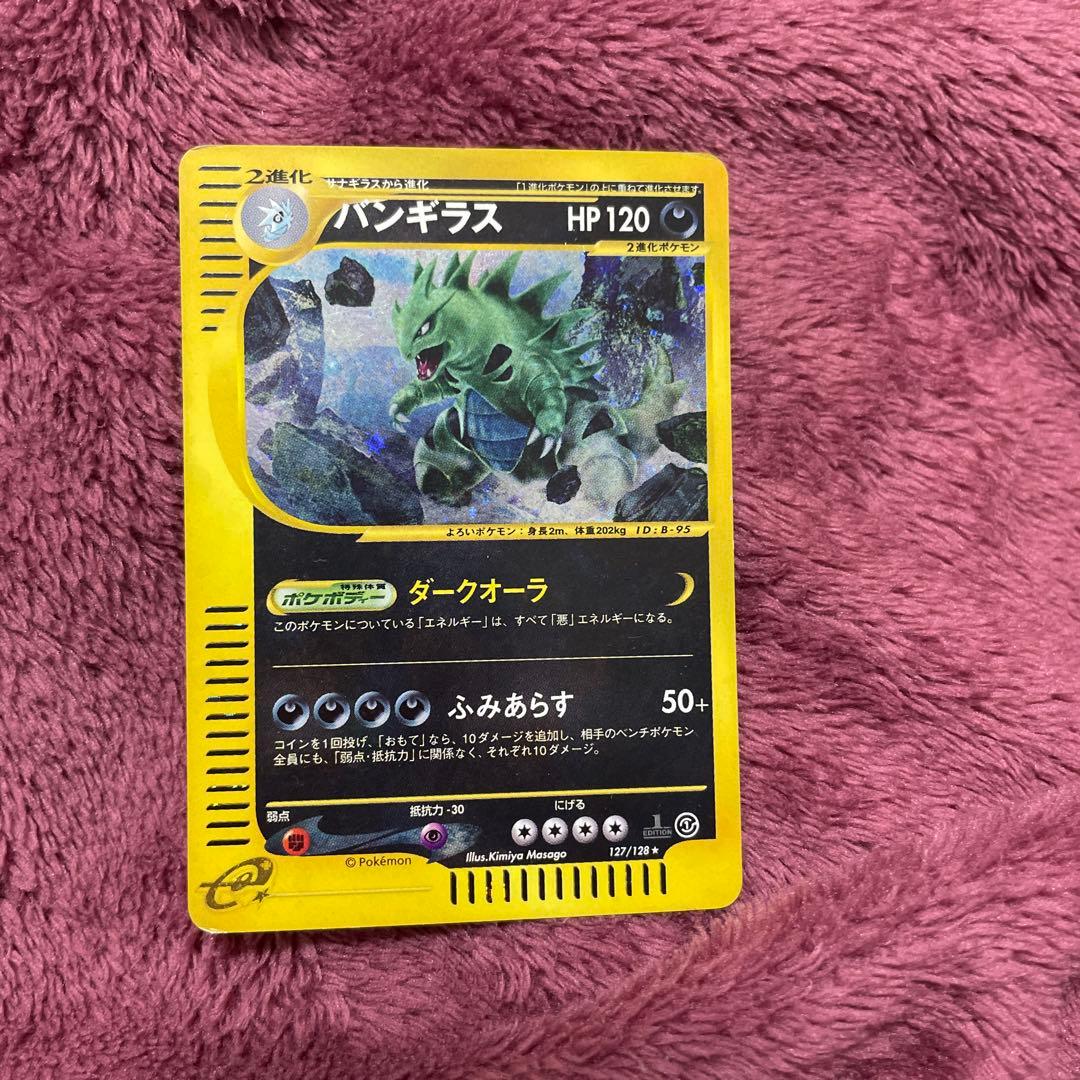 2進化
サナギラスから進化
「1進化ポケモン」の上に重ねて進化させます。
バンギラス
HP 120
2進化ポケモン
よろいポケモン：身長2m、体重202kg ID:B-95
特殊体質
ポケボディー
ダークオーラ
このポケモンについている「エネルギー」は、すべて「悪」エネルギーになる。
ふみあらす
50+
コインを1回投げ、「おもて」なら、10ダメージを追加し、相手のベンチポケモン
全員にも、「弱点・抵抗力」に関係なく、それぞれ10ダメージ。
弱点
抵抗力 -30
にげる
1
EDITION
©Pokémon
Illus.Kimiya Masago
127/128★
e